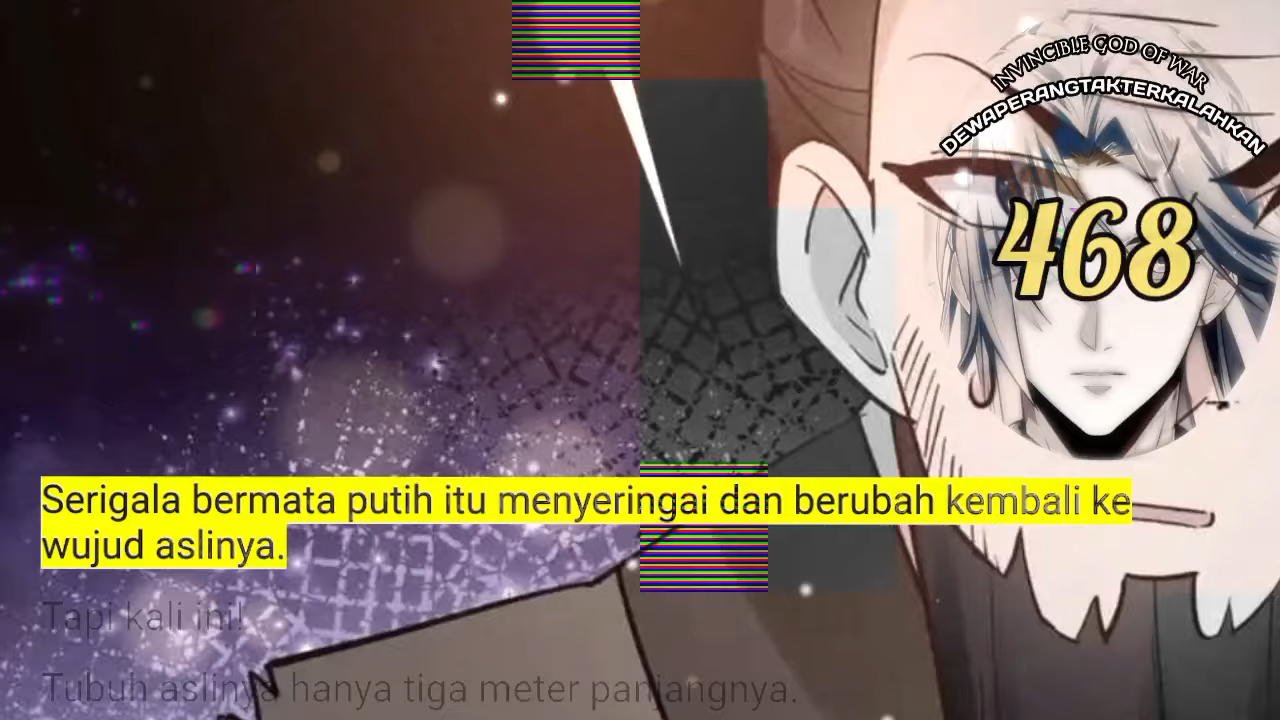 INVINCIBLE GOD OF WAR
DEWAPERANGTAKTERKALAHKAN
468
Serigala bermata putih itu menyeringai dan berubah kembali ke
wujud aslinya.
Tapi kali ini!
Tubuh aslinya hanya tiga meter panjangnya.